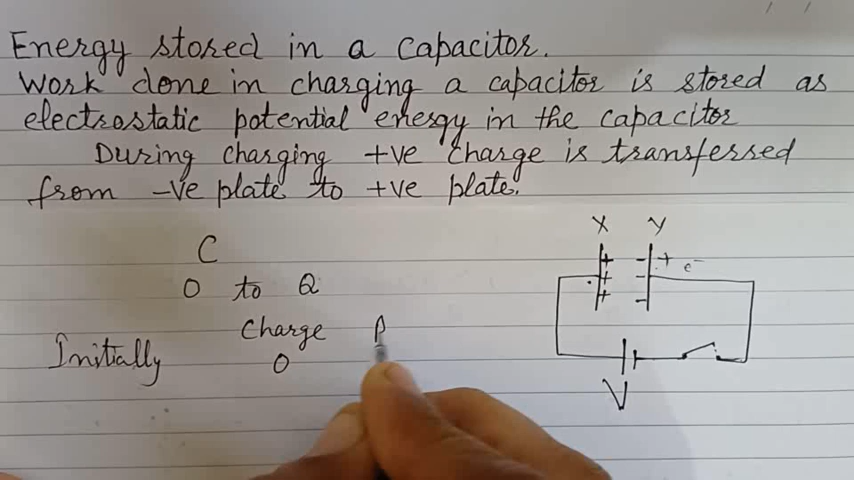 Energy stored in a capacitor.
Work done in charging a capacitor is stored as
electrostatic potential energy in the capacitor
During charging +ve charge is transferred
from -ve plate to +ve plate.
X Y
+ - + e⁻
+ -
+ -
C
0 to Q
Charge P
Initially 0
V